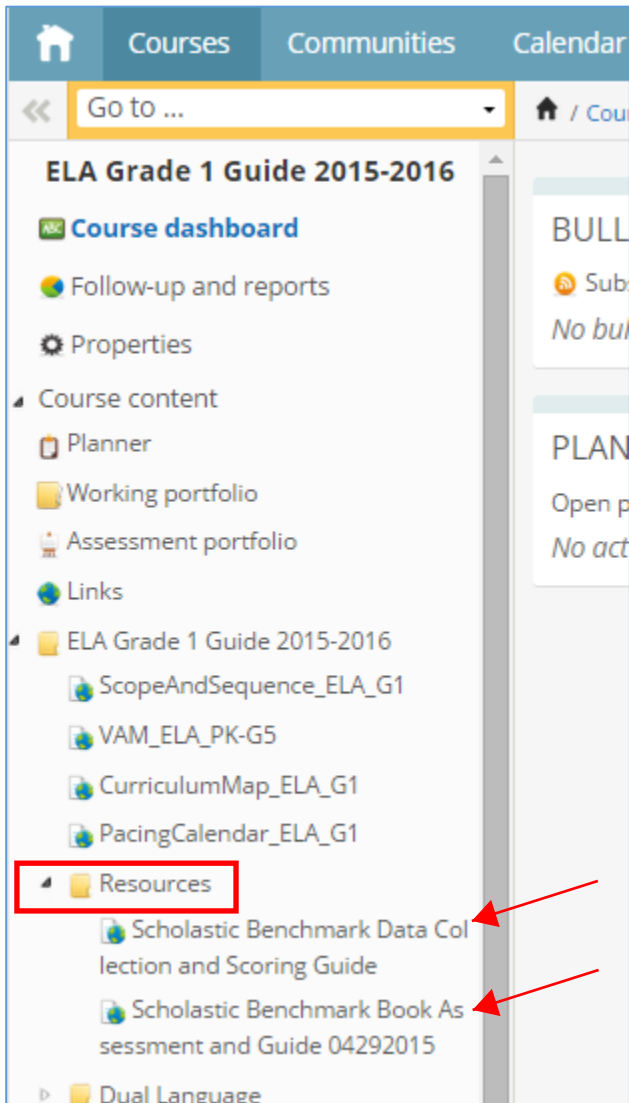 Courses Communities Calendar
Go to ...
/ Cour
ELA Grade 1 Guide 2015-2016
Course dashboard
BULL
Follow-up and reports
Subs
No bul
Properties
Course content
Planner
PLAN
Working portfolio
Open p
Assessment portfolio
No act
Links
ELA Grade 1 Guide 2015-2016
ScopeAndSequence_ELA_G1
VAM_ELA_PK-G5
CurriculumMap_ELA_G1
PacingCalendar_ELA_G1
Resources
Scholastic Benchmark Data Col
lection and Scoring Guide
Scholastic Benchmark Book As
sessment and Guide 04292015
Dual Language